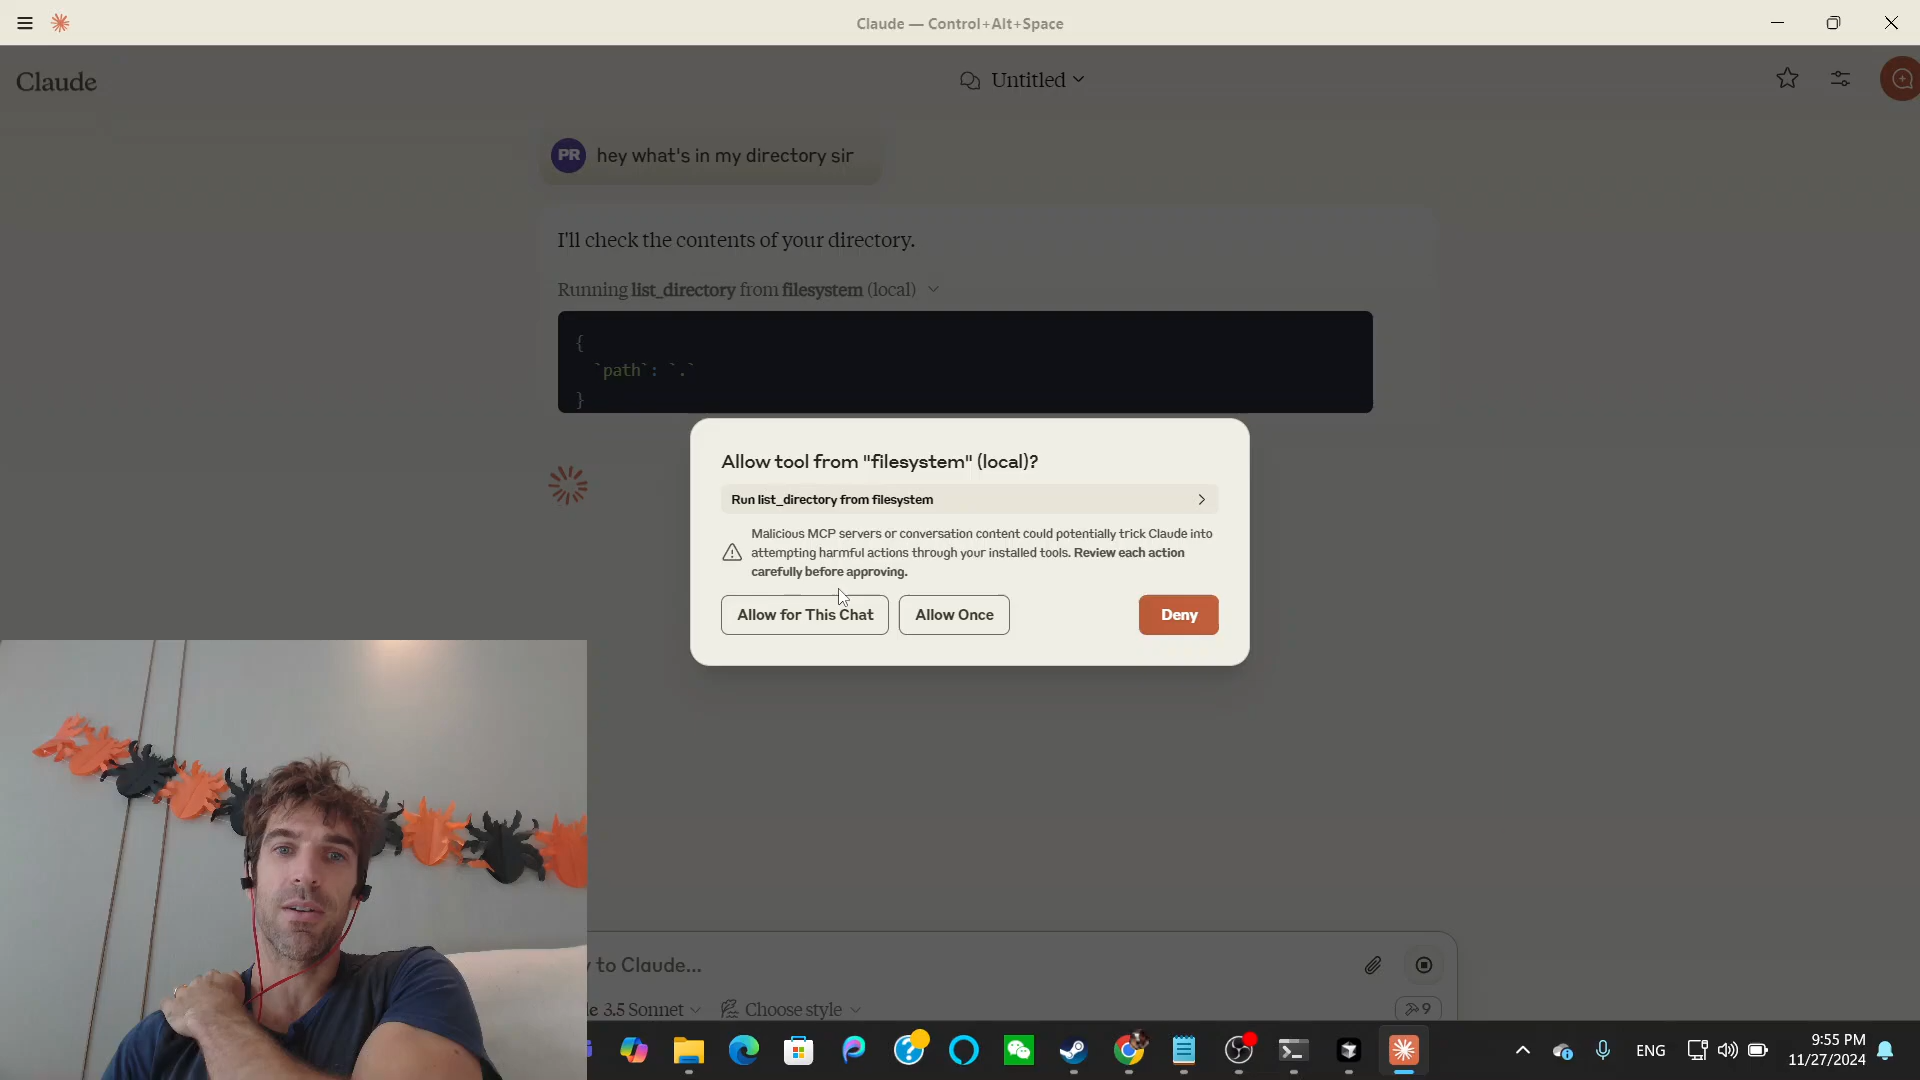 Claude — Control+Alt+Space
Claude
Untitled
PR
hey what's in my directory sir
I'll check the contents of your directory.
Running list_directory from filesystem (local)
{
`path`: `.`
}
Allow tool from "filesystem" (local)?
Run list_directory from filesystem
Malicious MCP servers or conversation content could potentially trick Claude into
attempting harmful actions through your installed tools. Review each action
carefully before approving.
Allow for This Chat
Allow Once
Deny
to Claude...
3.5 Sonnet
Choose style
9
ENG
9:55 PM
11/27/2024